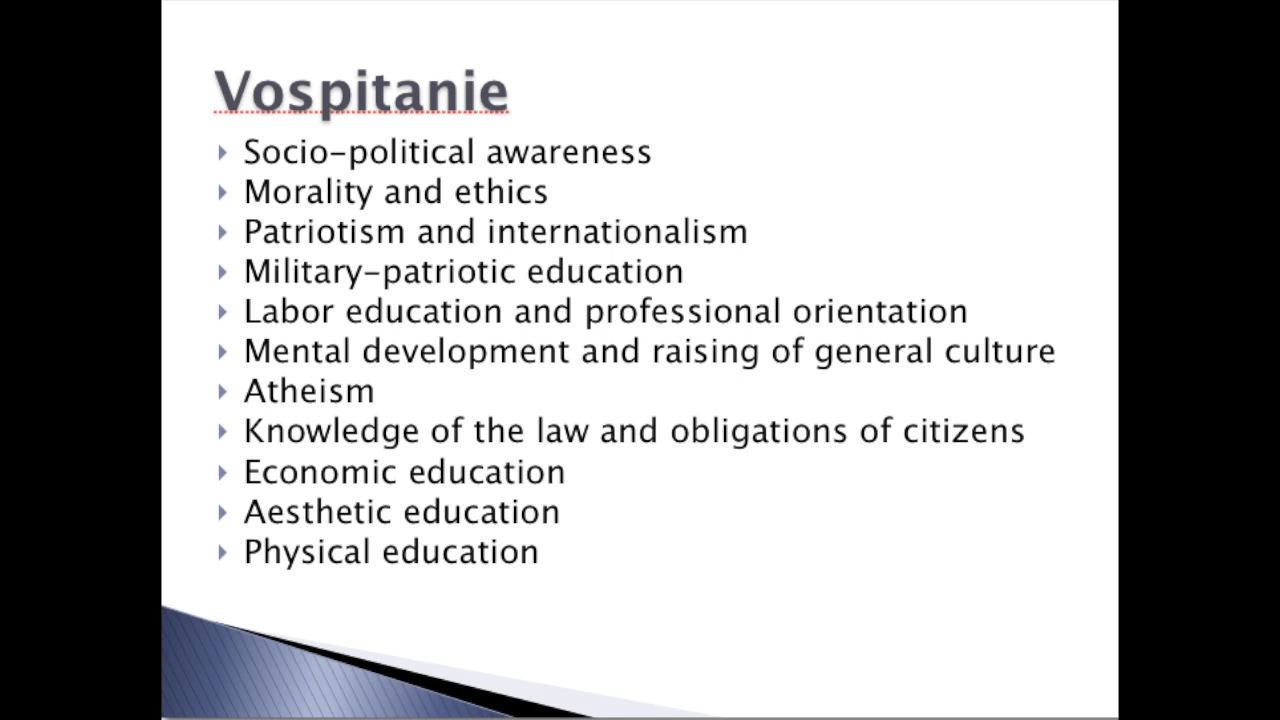 Vospitanie
Socio-political awareness
Morality and ethics
Patriotism and internationalism
Military-patriotic education
Labor education and professional orientation
Mental development and raising of general culture
Atheism
Knowledge of the law and obligations of citizens
Economic education
Aesthetic education
Physical education